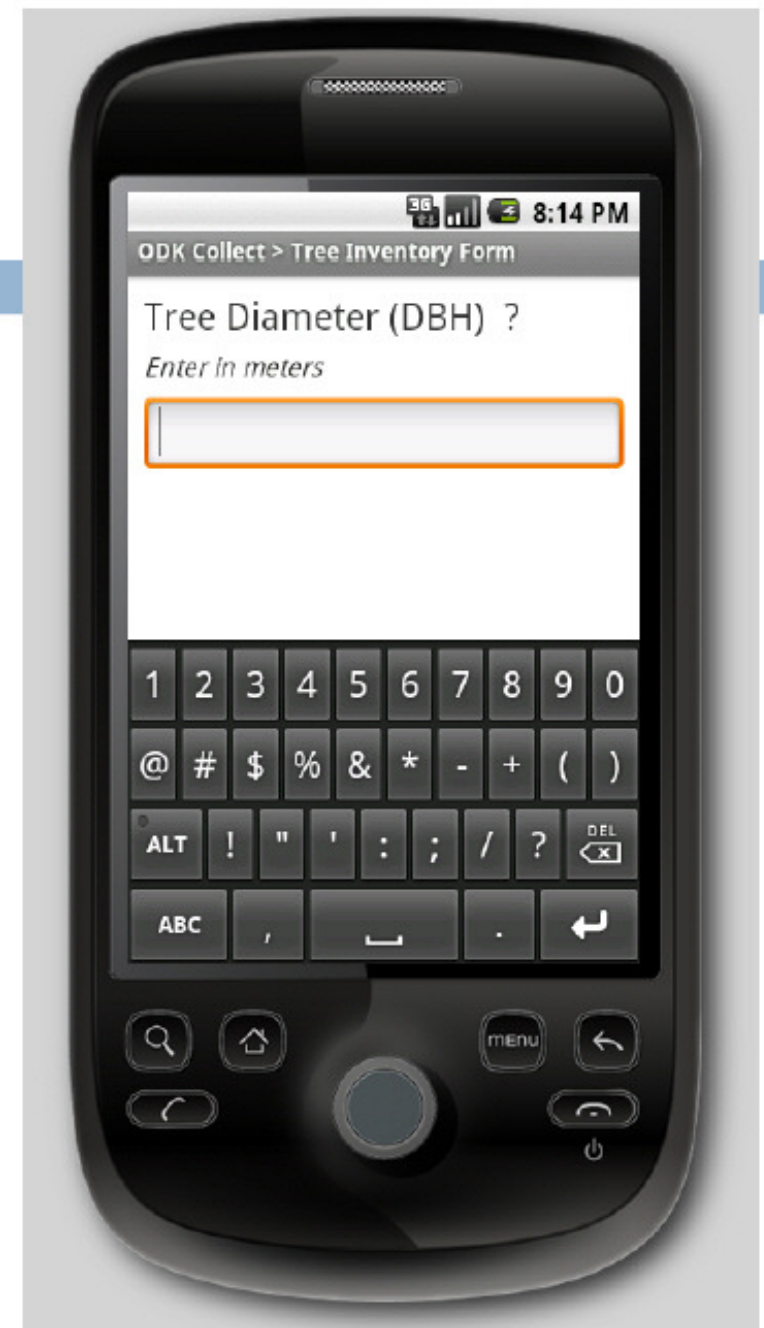 3G 8:14 PM
ODK Collect > Tree Inventory Form
Tree Diameter (DBH) ?
Enter in meters
1 2 3 4 5 6 7 8 9 0
@ # $ % & * - + ( )
ALT ! " ' : ; / ? DEL
ABC , .
MENU